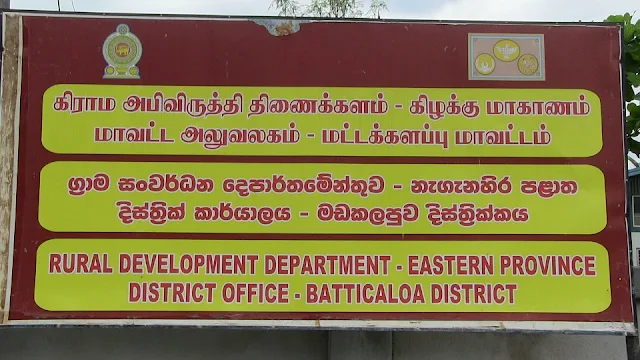 கிராம அபிவிருத்தி திணைக்களம் - கிழக்கு மாகாணம்
மாவட்ட அலுவலகம் - மட்டக்களப்பு மாவட்டம்
ග්‍රාම සංවර්ධන දෙපාර්තමේන්තුව - නැගැනහිර පළාත
දිස්ත්‍රික් කාර්යාලය - මඩකලපුව දිස්ත්‍රික්කය
RURAL DEVELOPMENT DEPARTMENT - EASTERN PROVINCE
DISTRICT OFFICE - BATTICALOA DISTRICT